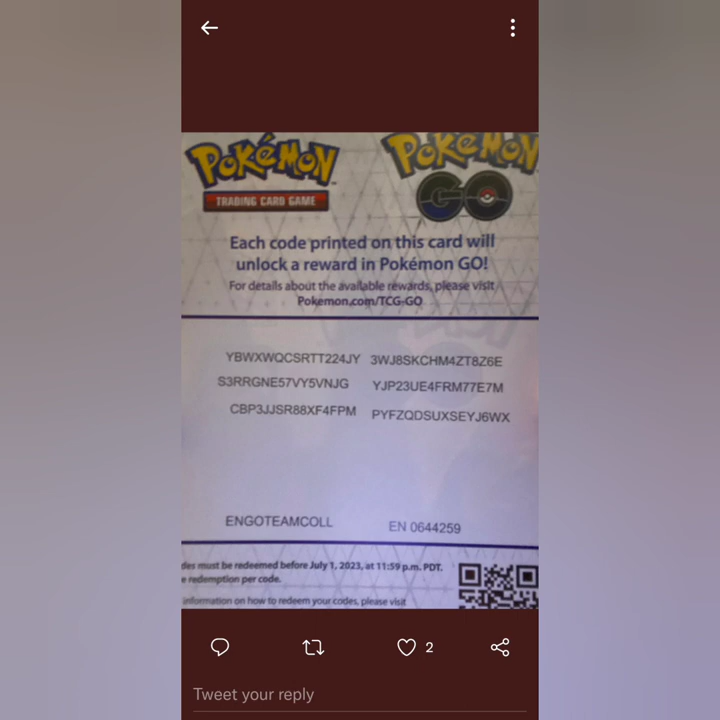 POKÉMON
TRADING CARD GAME
POKÉMON
GO
Each code printed on this card will
unlock a reward in Pokémon GO!
For details about the available rewards, please visit
Pokemon.com/TCG-GO
YBWXWQCSRTT224JY 3WJ8SKCHM4ZT8Z6E
S3RRGNE57VY5VNJG YJP23UE4FRM77E7M
CBP3JJSR88XF4FPM PYFZQDSUXSEYJ6WX
ENGOTEAMCOLL EN 0644259
des must be redeemed before July 1, 2023, at 11:59 p.m. PDT.
e redemption per code.
information on how to redeem your codes, please visit
2
Tweet your reply